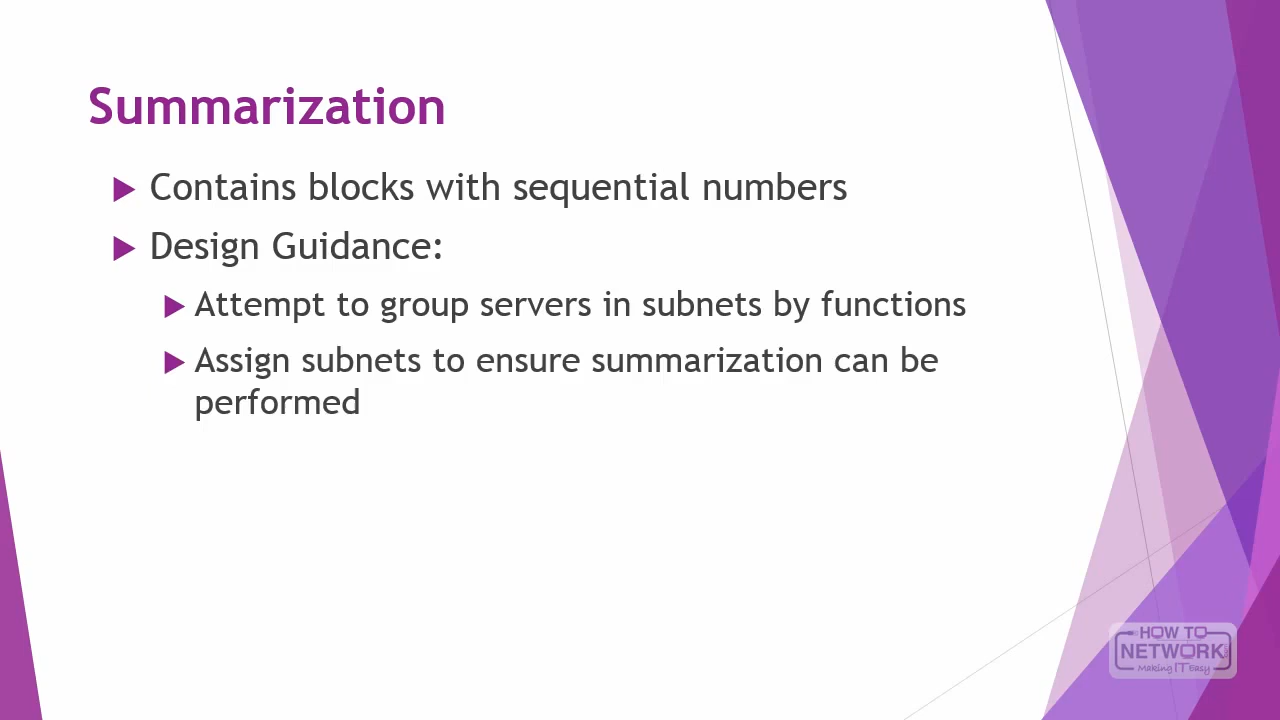 Summarization
Contains blocks with sequential numbers
Design Guidance:
Attempt to group servers in subnets by functions
Assign subnets to ensure summarization can be
performed
HOW TO
NETWORK
Making IT Easy